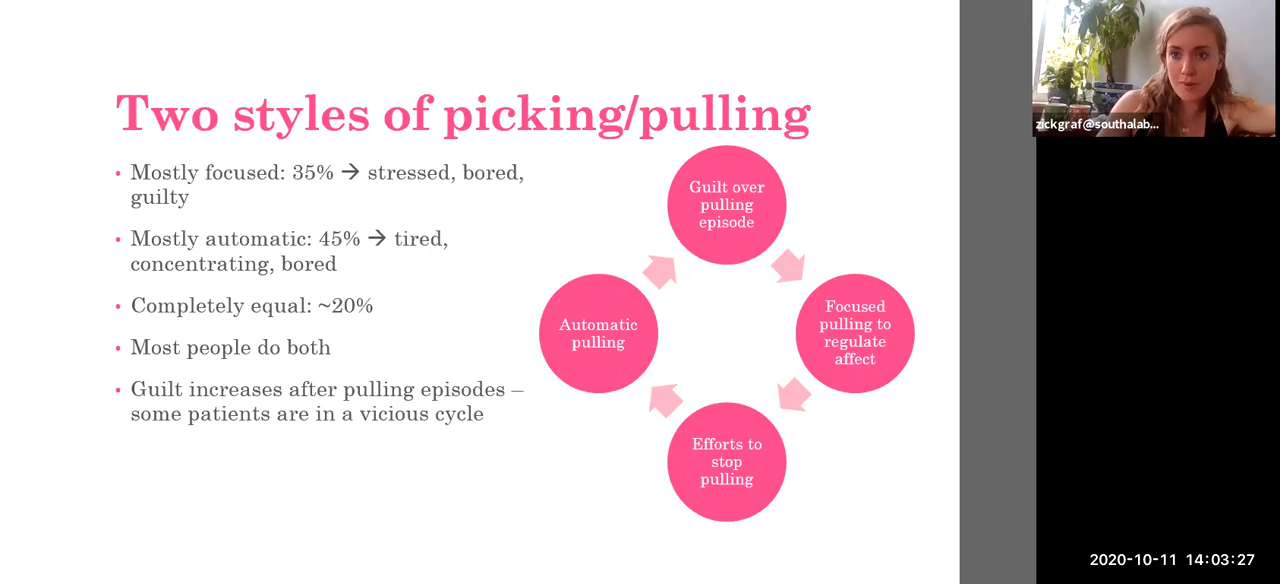 Two styles of picking/pulling
• Mostly focused: 35% → stressed, bored,
guilty
• Mostly automatic: 45% → tired,
concentrating, bored
• Completely equal: ~20%
• Most people do both
• Guilt increases after pulling episodes –
some patients are in a vicious cycle
Guilt over
pulling
episode
Focused
pulling to
regulate
affect
Efforts to
stop
pulling
Automatic
pulling
zickgraf@southalab...
2020-10-11 14:03:27